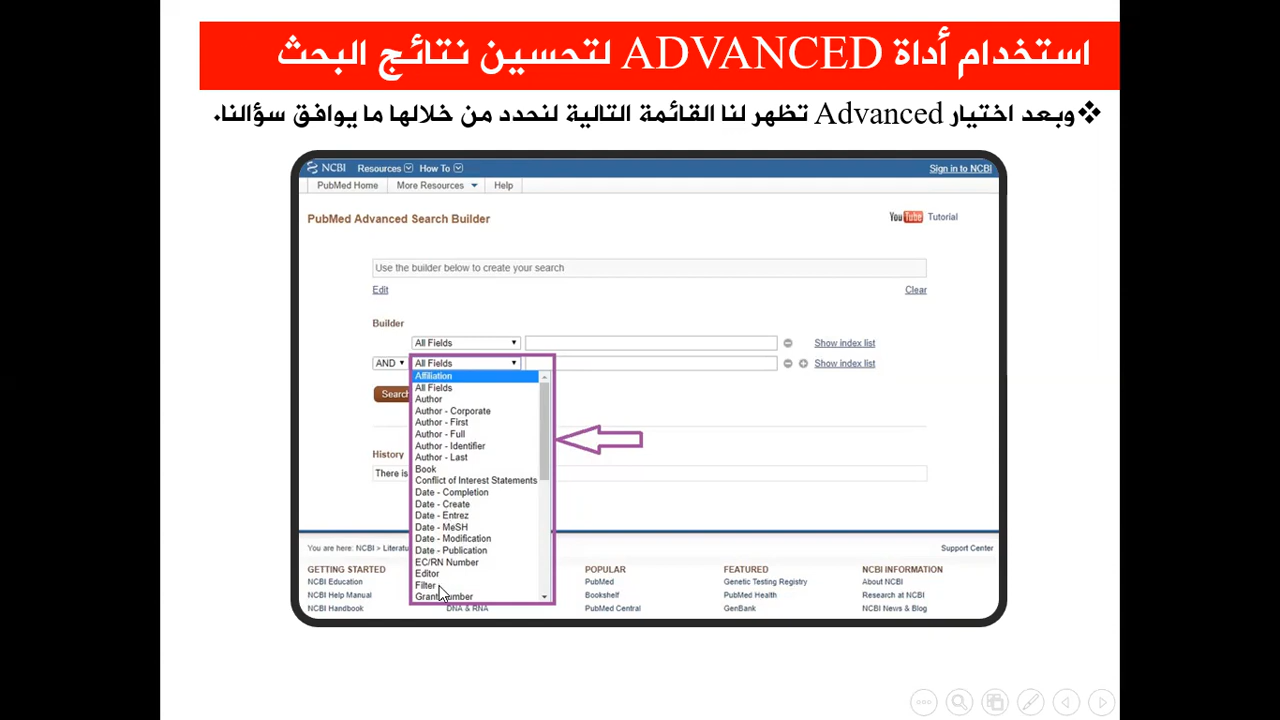 استخدام أداة ADVANCED لتحسين نتائج البحث
❖وبعد اختيار Advanced تظهر لنا القائمة التالية لنحدد من خلالها ما يوافق سؤالنا.
NCBI Resources How To Sign in to NCBI
PubMed Home More Resources Help
PubMed Advanced Search Builder
You Tube Tutorial
Use the builder below to create your search
Edit Clear
Builder
All Fields Show index list
AND All Fields Show index list
Affiliation
All Fields
Search
Author
Author - Corporate
Author - First
Author - Full
Author - Identifier
Author - Last
History
Book
There is
Conflict of Interest Statements
Date - Completion
Date - Create
Date - Entrez
Date - MeSH
Date - Modification
Date - Publication
EC/RN Number
Editor
Filter
Grant Number
You are here: NCBI > Literatu Support Center
GETTING STARTED POPULAR FEATURED NCBI INFORMATION
NCBI Education PubMed Genetic Testing Registry About NCBI
NCBI Help Manual Bookshelf PubMed Health Research at NCBI
NCBI Handbook DNA & RNA PubMed Central GenBank NCBI News & Blog